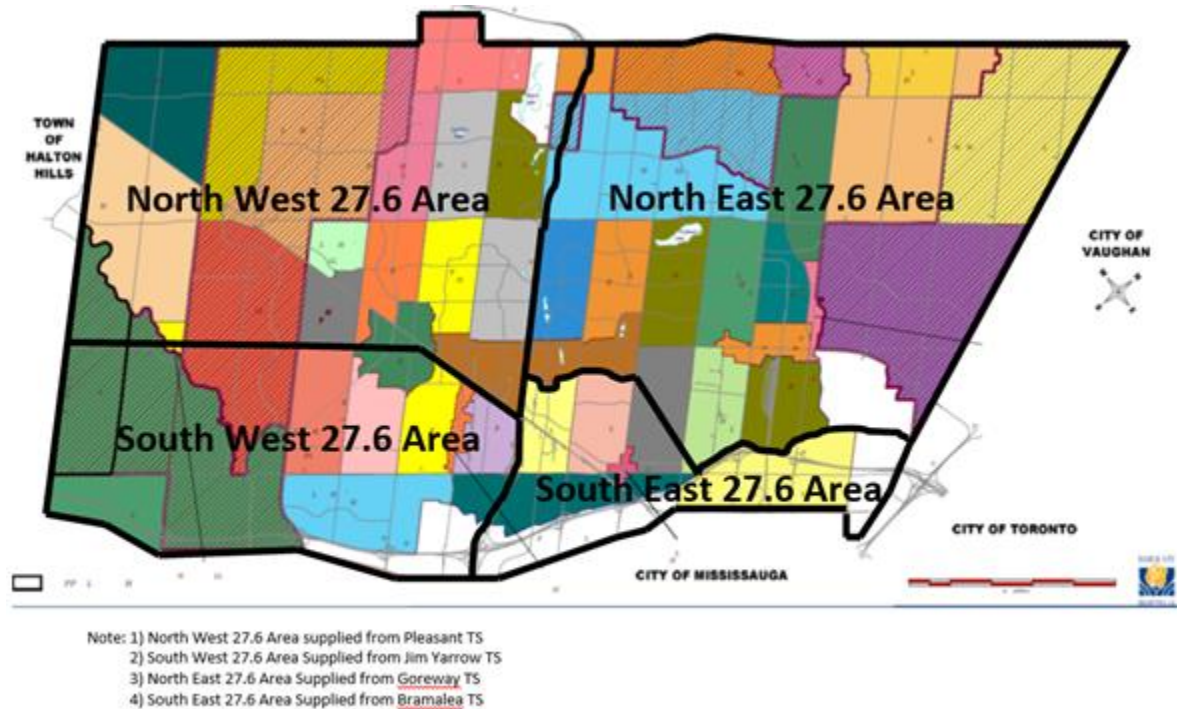 TOWN
OF
HALTON
HILLS
North West 27.6 Area
North East 27.6 Area
CITY OF
VAUGHAN
South West 27.6 Area
South East 27.6 Area
CITY OF TORONTO
CITY OF MISSISSAUGA
Note: 1) North West 27.6 Area supplied from Pleasant TS
2) South West 27.6 Area Supplied from Jim Yarrow TS
3) North East 27.6 Area Supplied from Goreway TS
4) South East 27.6 Area Supplied from Bramalea TS